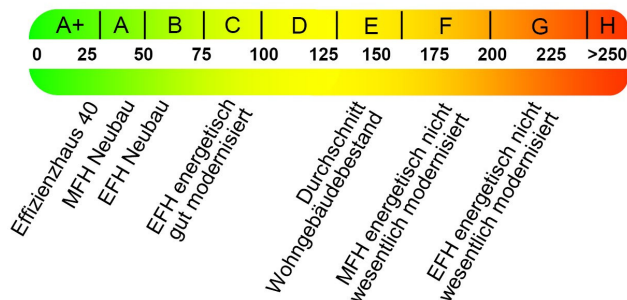 A+ A B C D E F G H
0 25 50 75 100 125 150 175 200 225 >250
Effizienzhaus 40
MFH Neubau
EFH Neubau
EFH energetisch
gut modernisiert
Durchschnitt
Wohngebäudebestand
MFH energetisch nicht
wesentlich modernisiert
EFH energetisch nicht
wesentlich modernisiert